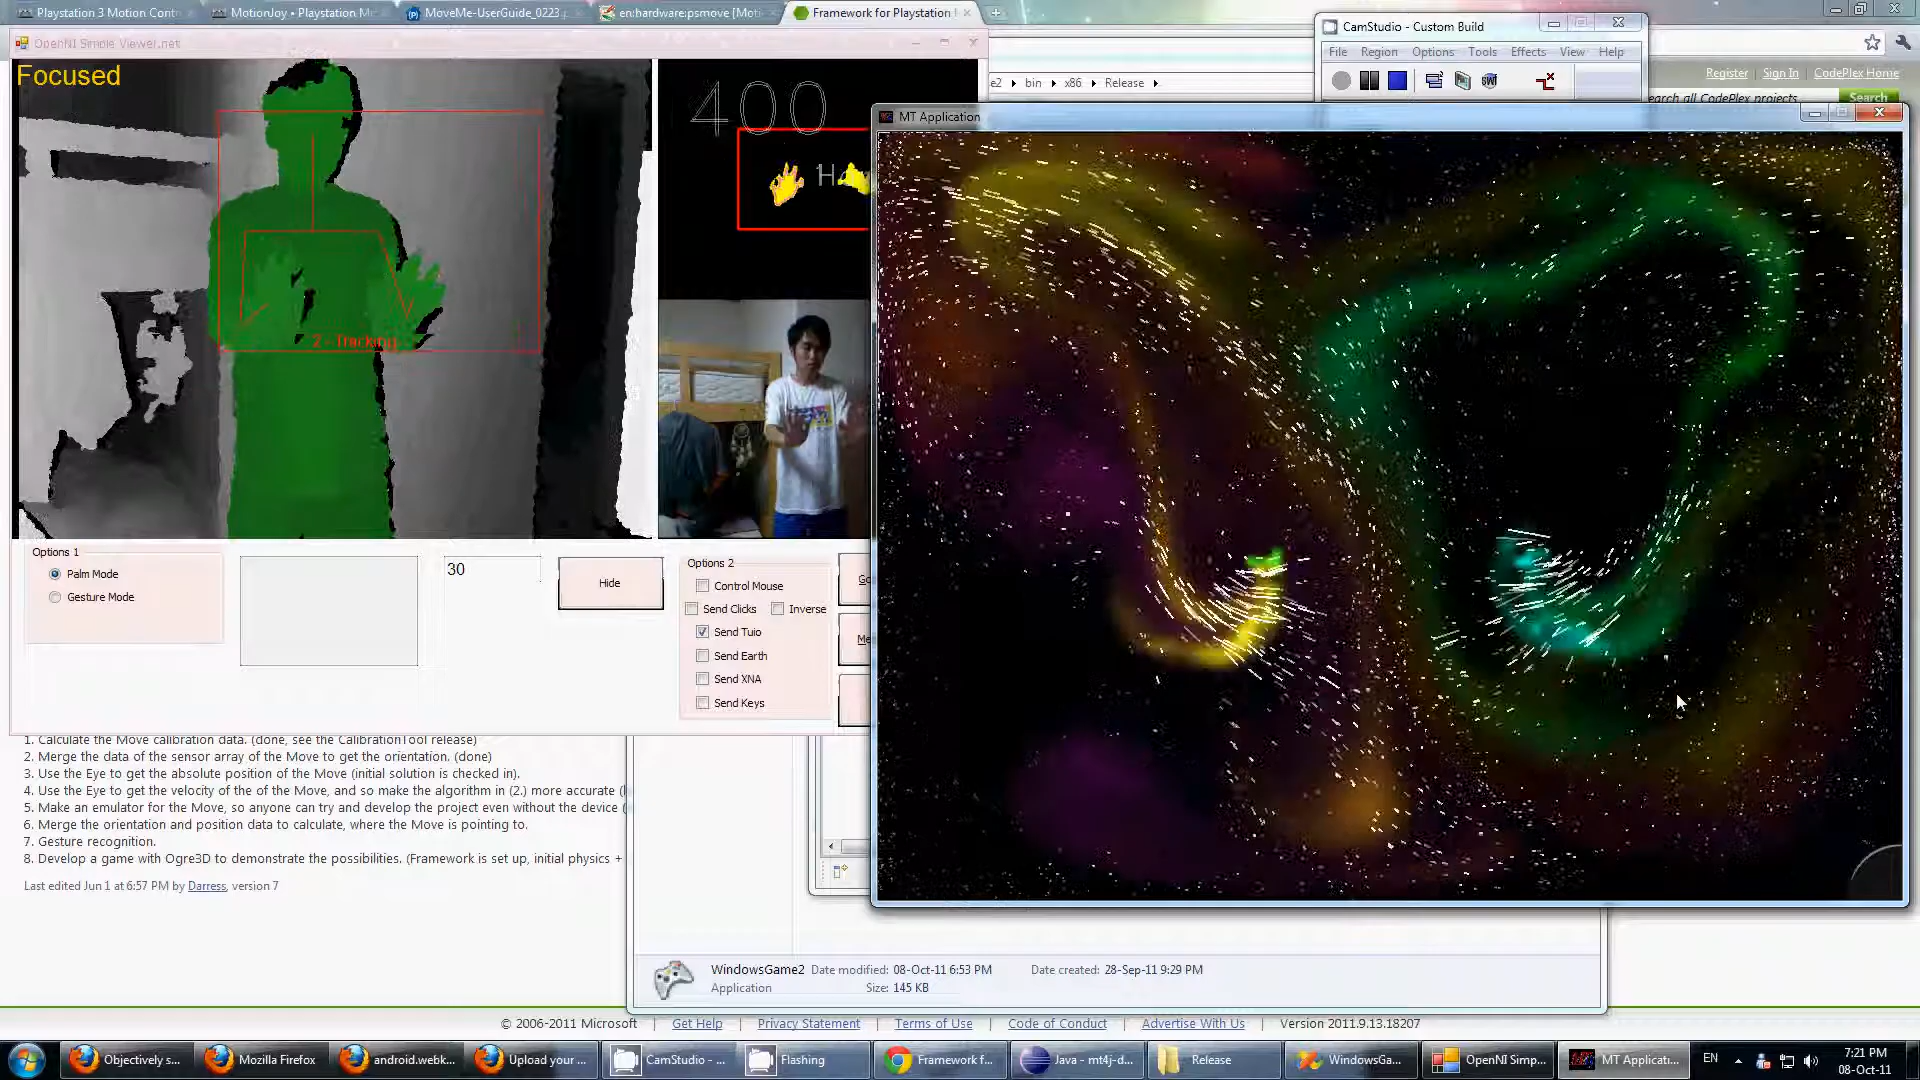 Playstation 3 Motion Contr
MotionJoy • Playstation M
MoveMe-UserGuide_0223.p
en:hardware:psmove [Moti
Framework for Playstation
OpenNI Simple Viewer.net
CamStudio - Custom Build
File Region Options Tools Effects View Help
Focused
400
e2 bin x86 Release
Register Sign In CodePlex Home
earch all CodePlex projects
Search
MT Application
2 - Tracking
Options 1
Palm Mode
Gesture Mode
30
Hide
Options 2
Control Mouse
Send Clicks Inverse
Send Tuio
Send Earth
Send XNA
Send Keys
Go
Me
1. Calculate the Move calibration data. (done, see the CalibrationTool release)
2. Merge the data of the sensor array of the Move to get the orientation. (done)
3. Use the Eye to get the absolute position of the Move (initial solution is checked in).
4. Use the Eye to get the velocity of the of the Move, and so make the algorithm in (2.) more accurate
5. Make an emulator for the Move, so anyone can try and develop the project even without the device
6. Merge the orientation and position data to calculate, where the Move is pointing to.
7. Gesture recognition.
8. Develop a game with Ogre3D to demonstrate the possibilities. (Framework is set up, initial physics +
Last edited Jun 1 at 6:57 PM by Darress, version 7
WindowsGame2 Date modified: 08-Oct-11 6:53 PM Date created: 28-Sep-11 9:29 PM
Application Size: 145 KB
© 2006-2011 Microsoft | Get Help | Privacy Statement | Terms of Use | Code of Conduct | Advertise With Us | Version 2011.9.13.18207
Objectively s...
Mozilla Firefox
android.webk...
Upload your ...
CamStudio - ...
Flashing
Framework f...
Java - mt4j-d...
Release
WindowsGa...
OpenNI Simp...
MT Applicati...
EN
7:21 PM
08-Oct-11